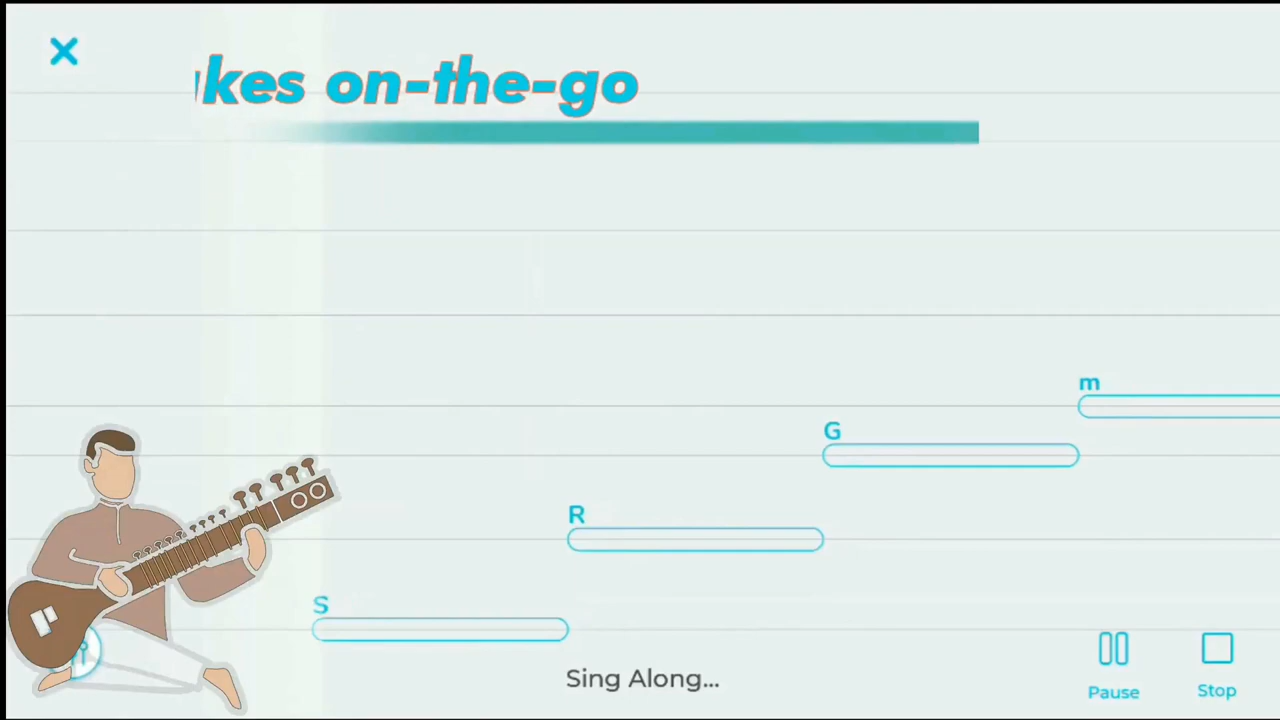 kes on-the-go
m
G
R
S
Sing Along...
Pause
Stop